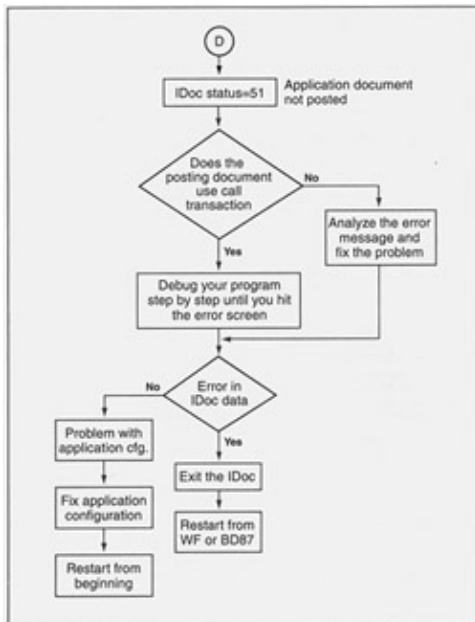 D
IDoc status=51
Application document
not posted
Does the
posting document
use call
transaction
No
Analyze the error
message and
fix the problem
Yes
Debug your program
step by step until you hit
the error screen
Error in
IDoc data
No
Problem with
application cfg.
Fix application
configuration
Restart from
beginning
Yes
Exit the IDoc
Restart from
WF or BD87